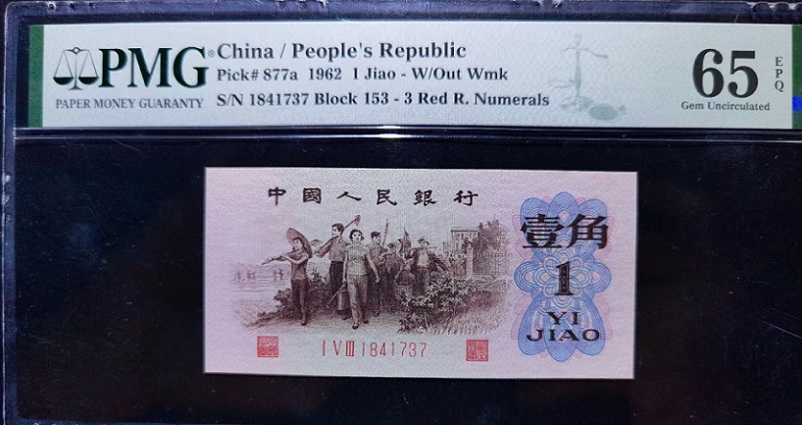 PMG® China / People's Republic
Pick# 877a 1962 1 Jiao - W/Out Wmk
PAPER MONEY GUARANTY S/N 1841737 Block 153 - 3 Red R. Numerals
65 EPQ
Gem Uncirculated
中國人民銀行
壹角
1
YI
JIAO
I V III 1841737